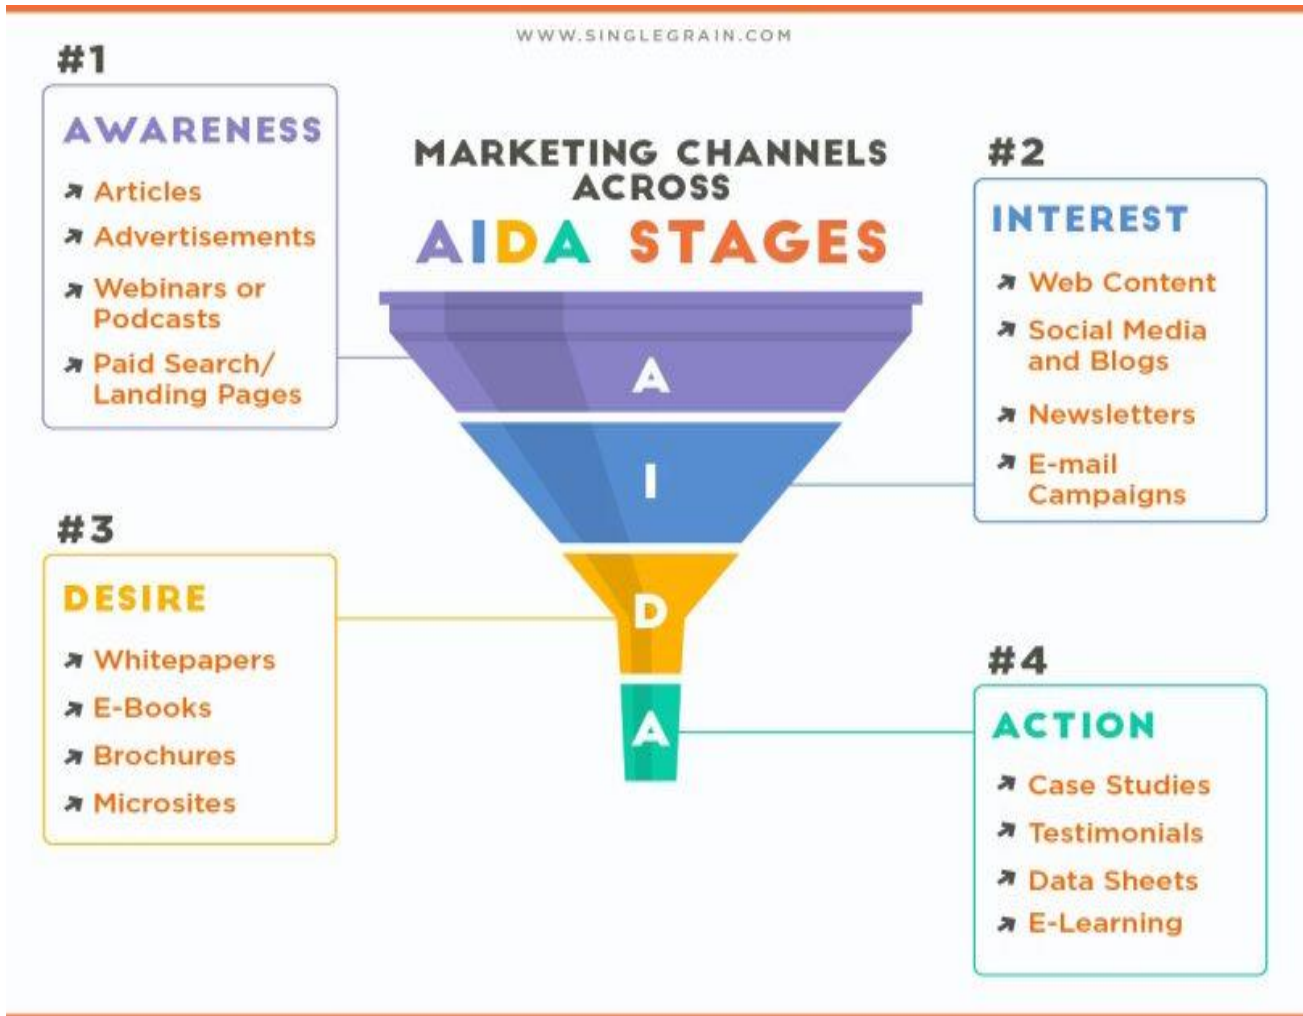 WWW.SINGLEGRAIN.COM
MARKETING CHANNELS
ACROSS
AIDA STAGES
#1
AWARENESS
Articles
Advertisements
Webinars or
Podcasts
Paid Search/
Landing Pages
#2
INTEREST
Web Content
Social Media
and Blogs
Newsletters
E-mail
Campaigns
A
I
D
A
#3
DESIRE
Whitepapers
E-Books
Brochures
Microsites
#4
ACTION
Case Studies
Testimonials
Data Sheets
E-Learning